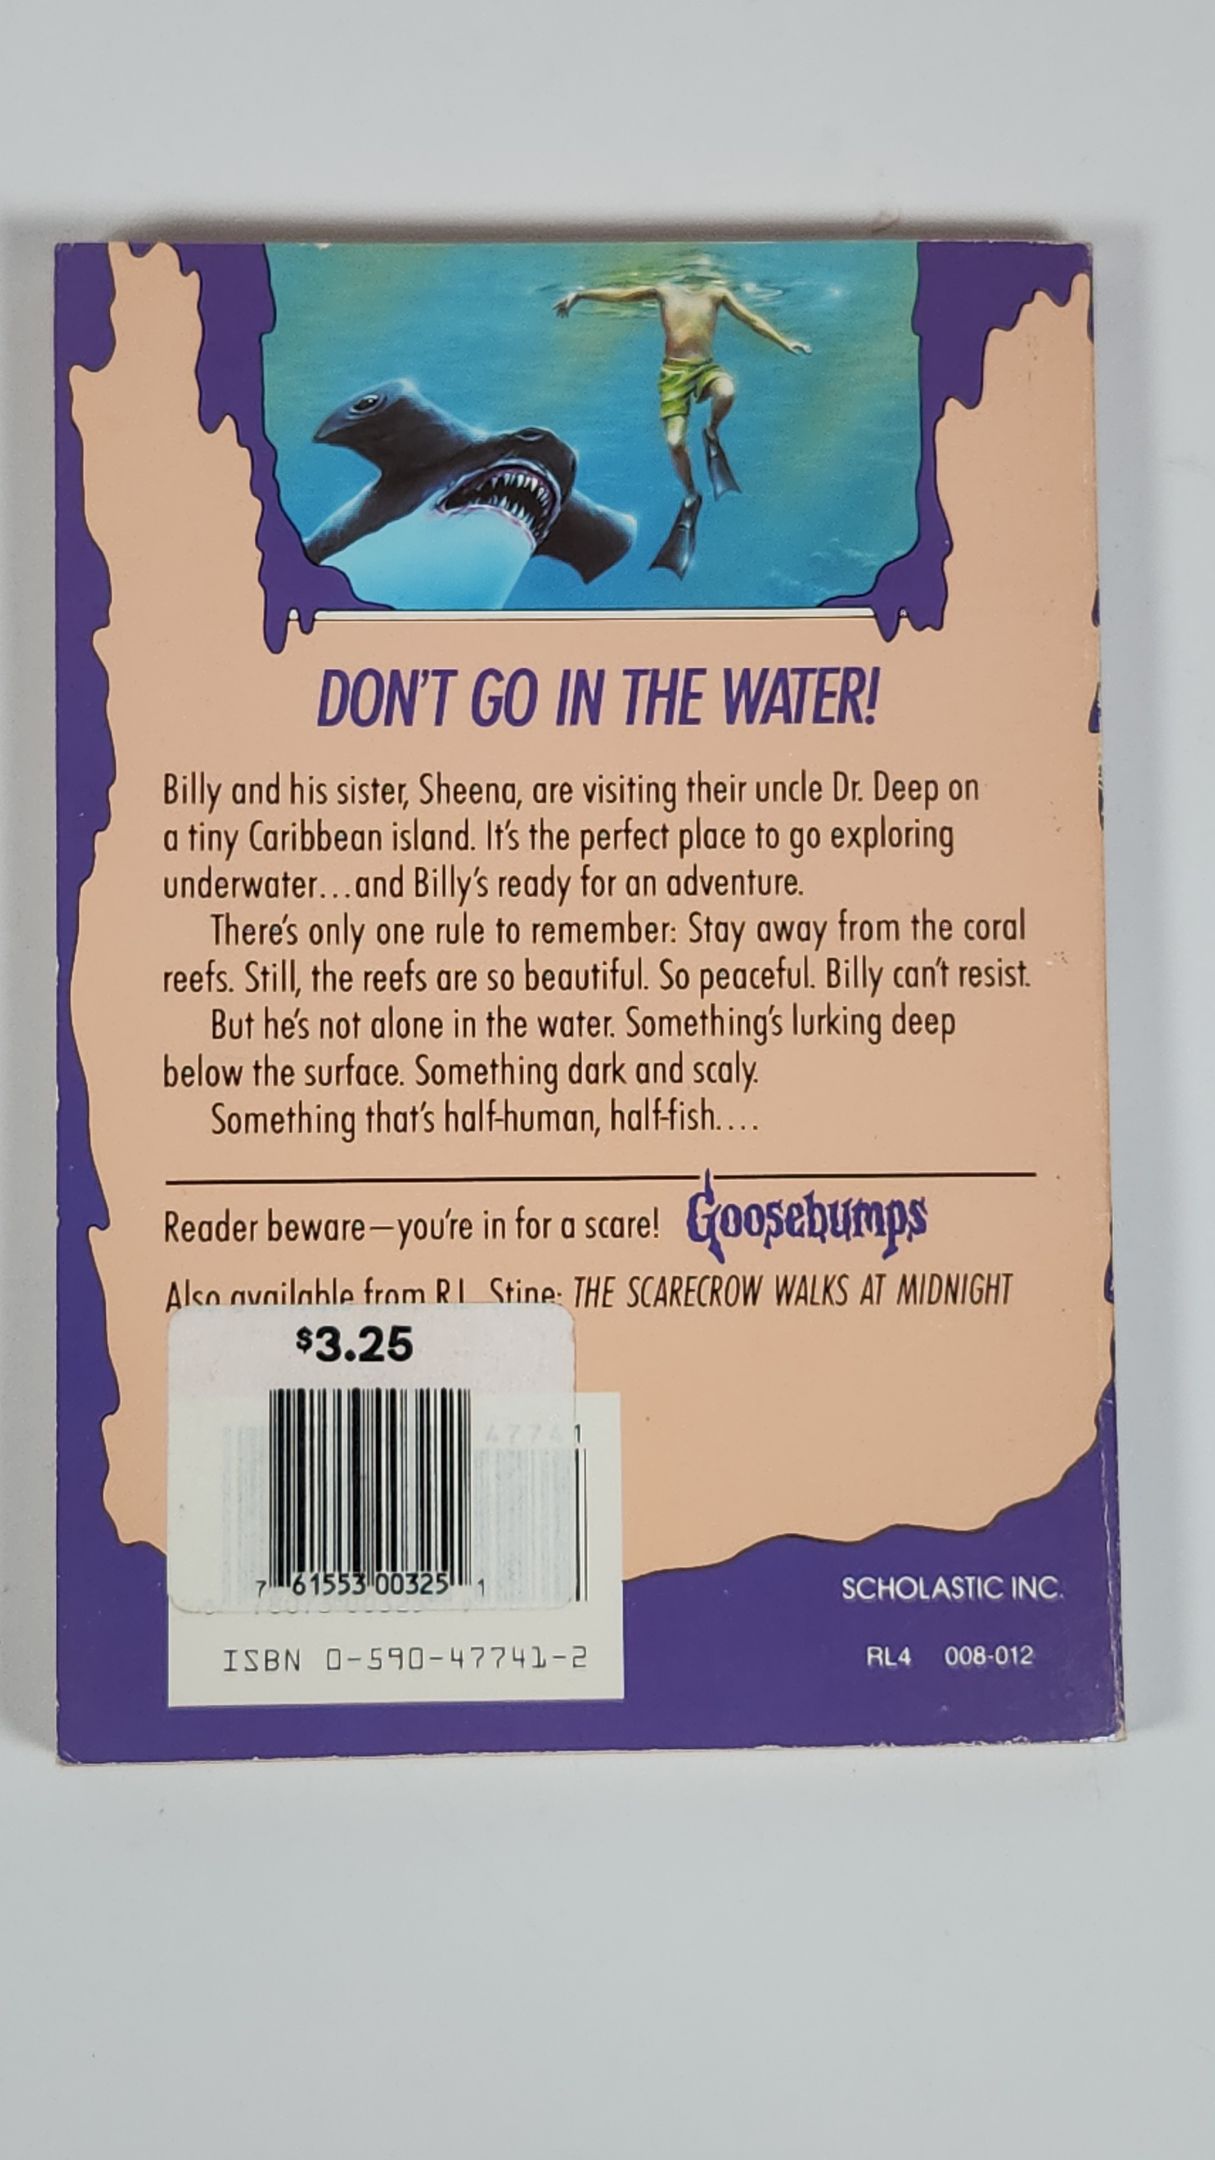 DON'T GO IN THE WATER!
Billy and his sister, Sheena, are visiting their uncle Dr. Deep on
a tiny Caribbean island. It's the perfect place to go exploring
underwater...and Billy's ready for an adventure.
There's only one rule to remember: Stay away from the coral
reefs. Still, the reefs are so beautiful. So peaceful. Billy can't resist.
But he's not alone in the water. Something's lurking deep
below the surface. Something dark and scaly.
Something that's half-human, half-fish....
Reader beware—you're in for a scare! Goosebumps
Also available from R.L. Stine: THE SCARECROW WALKS AT MIDNIGHT
$3.25
47741
7 61553 00325 1
ISBN 0-590-47741-2
SCHOLASTIC INC.
RL4 008-012